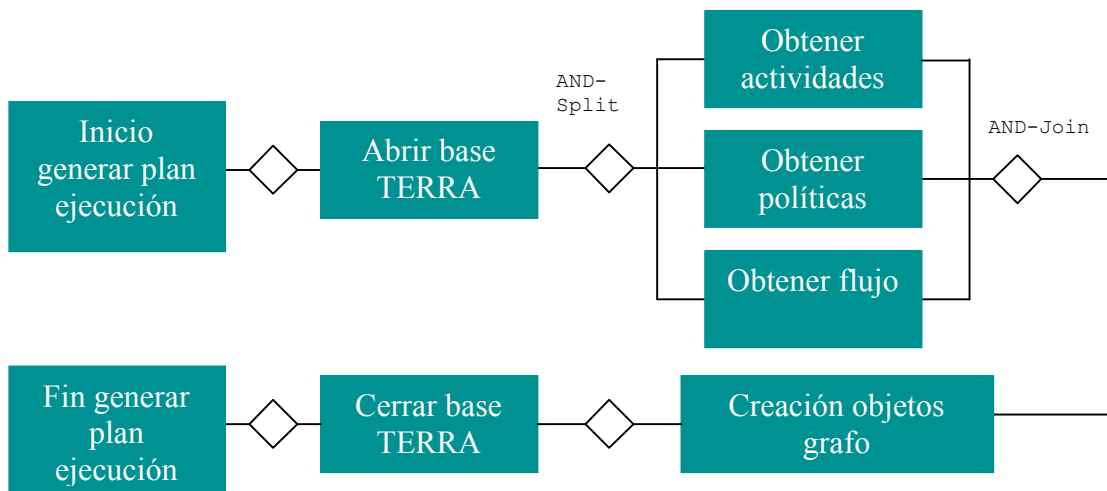 Inicio
generar plan
ejecución
Abrir base
TERRA
AND-
Split
Obtener
actividades
Obtener
políticas
Obtener flujo
AND-Join
Fin generar
plan
ejecución
Cerrar base
TERRA
Creación objetos
grafo